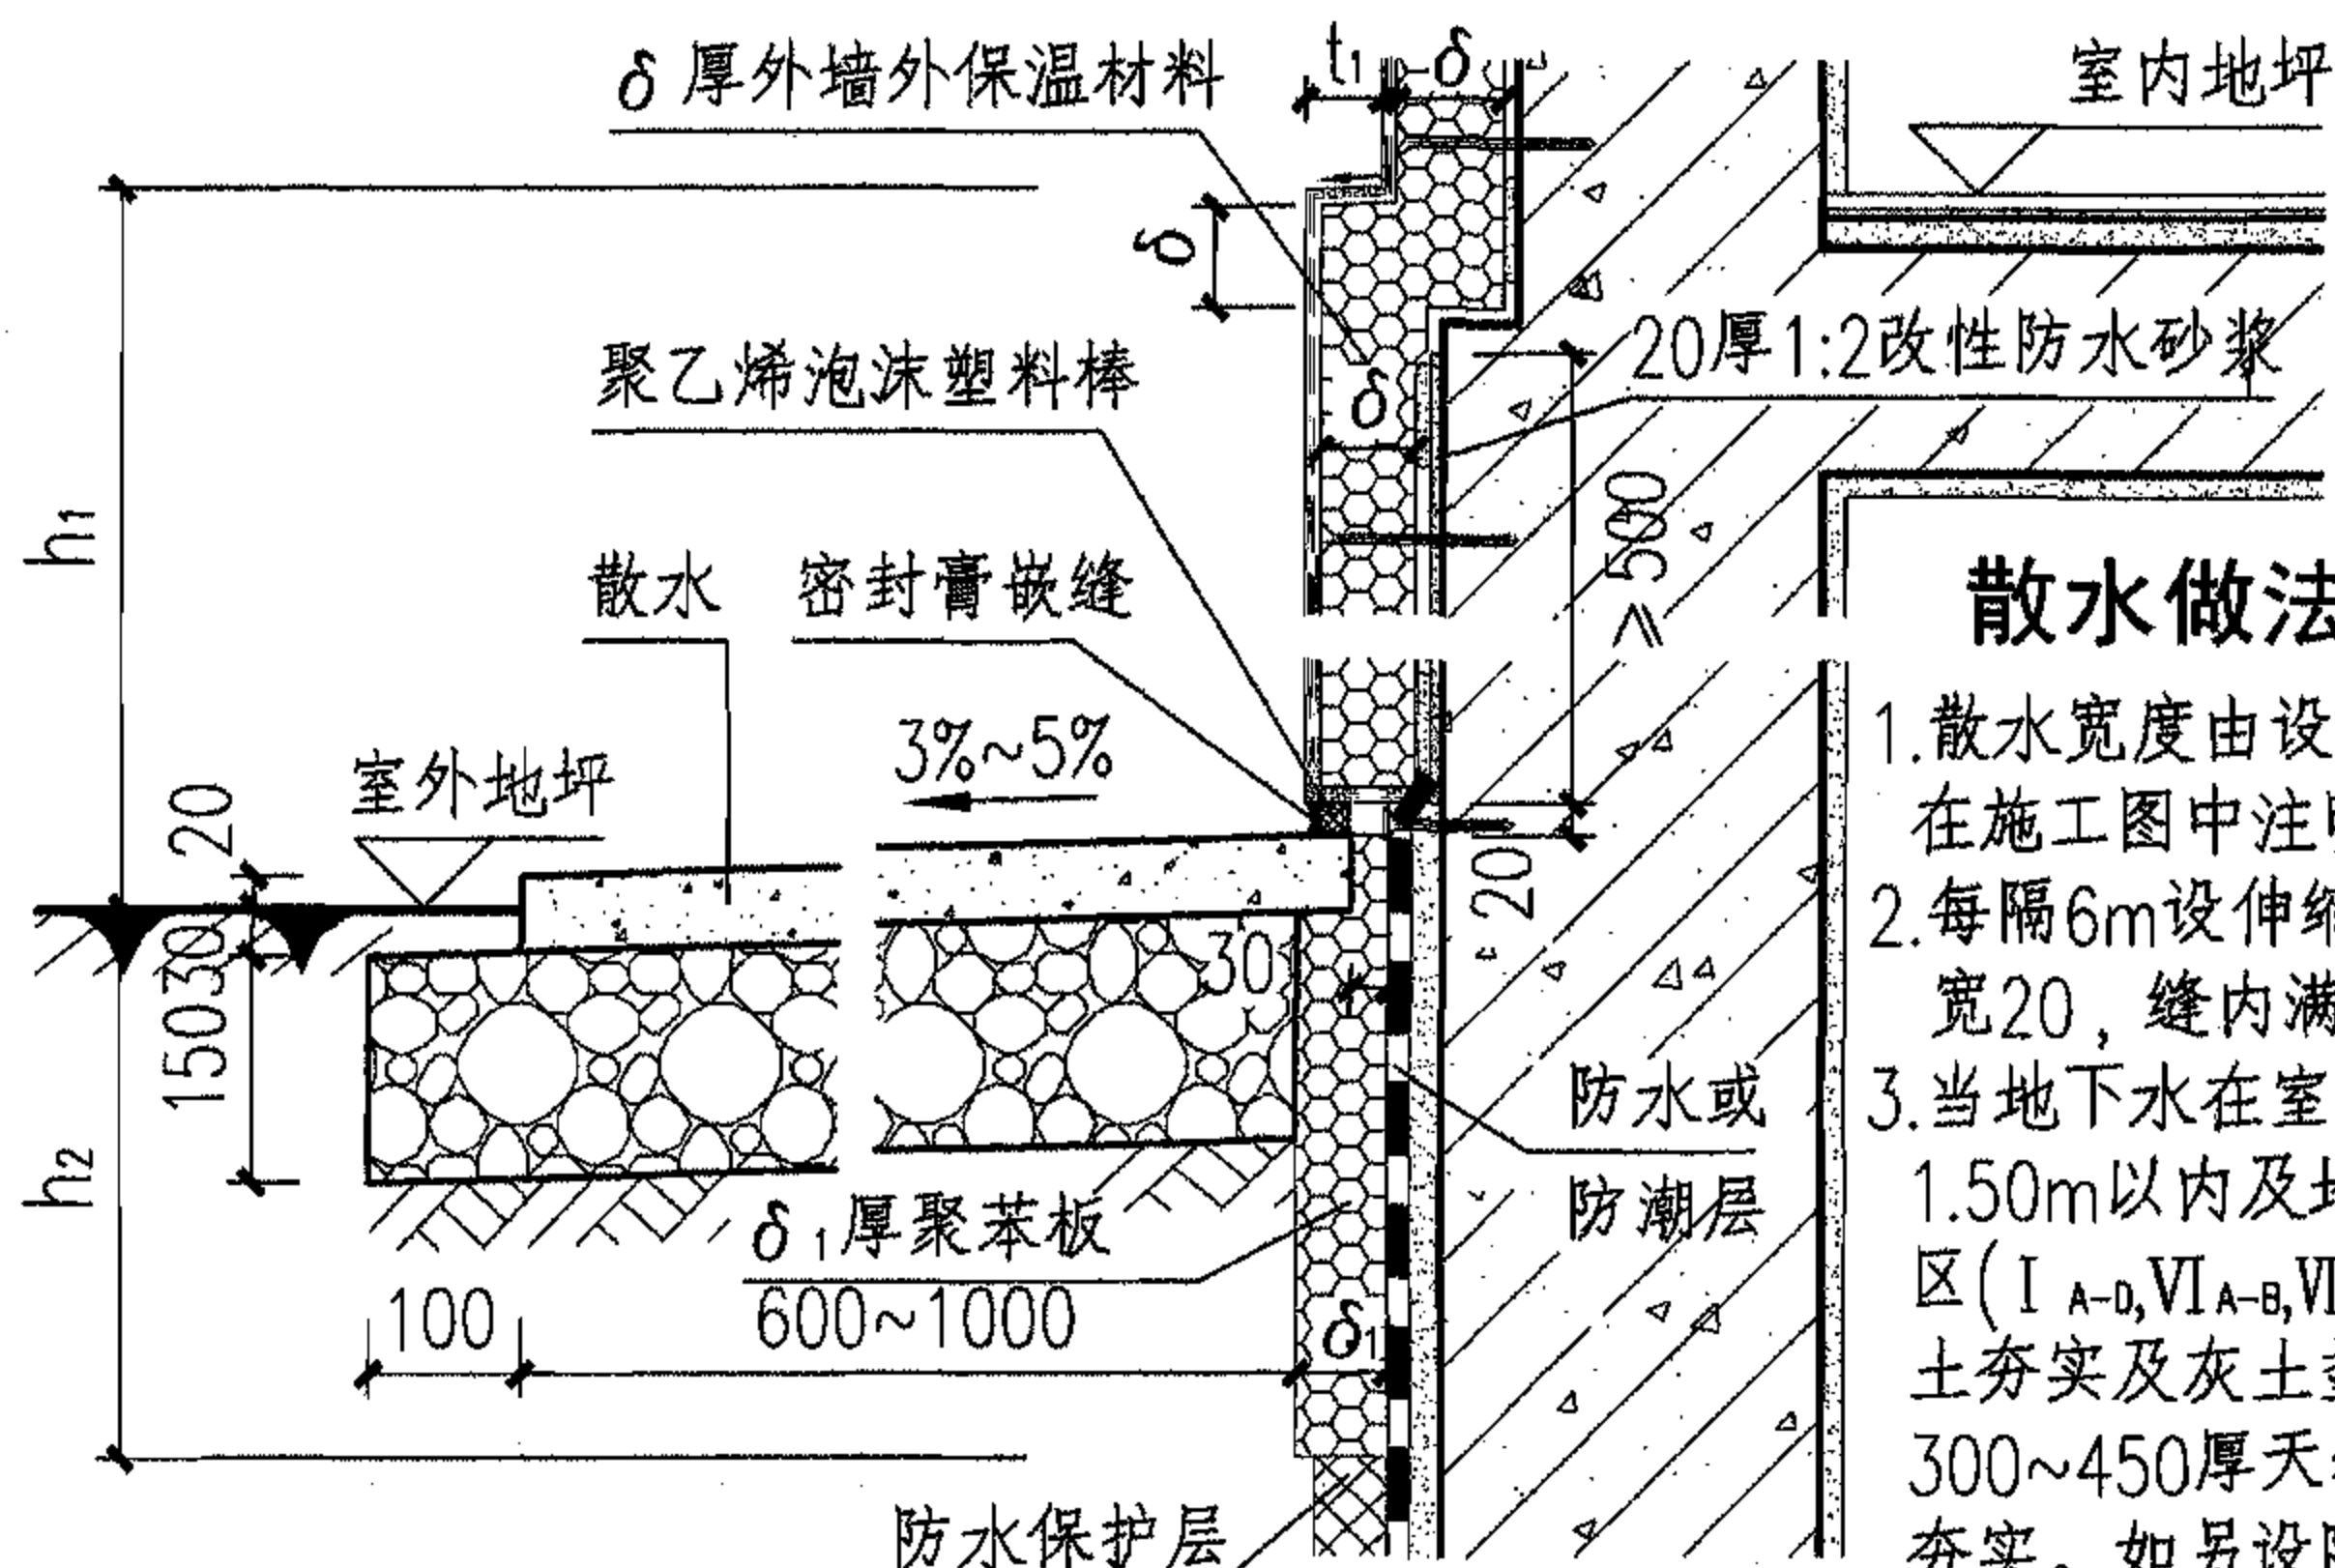 δ 厚外墙外保温材料
t1
δ
室内地坪
δ
20厚1:2改性防水砂浆
聚乙烯泡沫塑料棒
δ
h1
≥500
散水
密封膏嵌缝
散水做法
3%~5%
1.散水宽度由设
室外地坪
20
在施工图中注
20
2.每隔6m设伸缩
30
30
宽20，缝内满
150
防水或
防潮层
3.当地下水在室
h2
δ1厚聚苯板
1.50m以内及
区(Ⅰ A-D,Ⅵ A-B,Ⅵ
100
600~1000
δ1
土夯实及灰土
300~450厚天
防水保护层
夯实。如另设